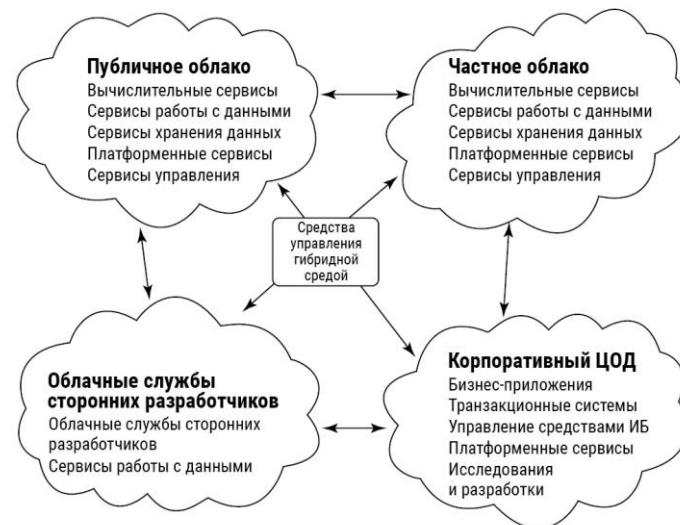 Публичное облако
Вычислительные сервисы
Сервисы работы с данными
Сервисы хранения данных
Платформенные сервисы
Сервисы управления
Частное облако
Вычислительные сервисы
Сервисы работы с данными
Сервисы хранения данных
Платформенные сервисы
Сервисы управления
Средства
управления
гибридной
средой
Облачные службы
сторонних разработчиков
Облачные службы сторонних
разработчиков
Сервисы работы с данными
Корпоративный ЦОД
Бизнес-приложения
Транзакционные системы
Управление средствами ИБ
Платформенные сервисы
Исследования
и разработки